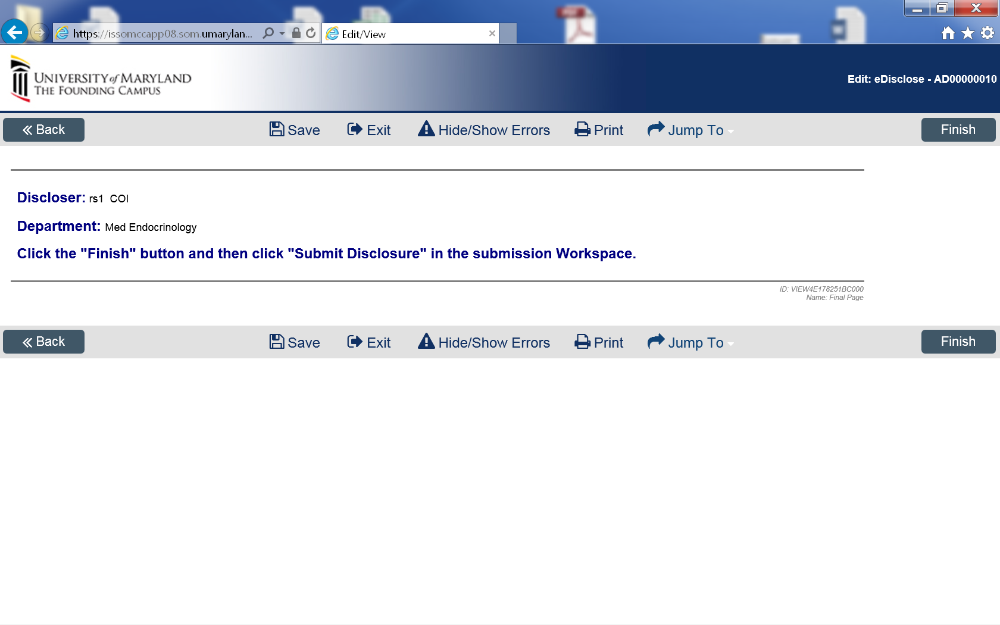 https://issomccapp08.som.umarylan...
Edit/View
UNIVERSITY of MARYLAND
THE FOUNDING CAMPUS
Edit: eDisclose - AD00000010
Back
Save
Exit
Hide/Show Errors
Print
Jump To
Finish
Discloser: rs1 COI
Department: Med Endocrinology
Click the "Finish" button and then click "Submit Disclosure" in the submission Workspace.
ID: VIEW4E178251BC000
Name: Final Page
Back
Save
Exit
Hide/Show Errors
Print
Jump To
Finish